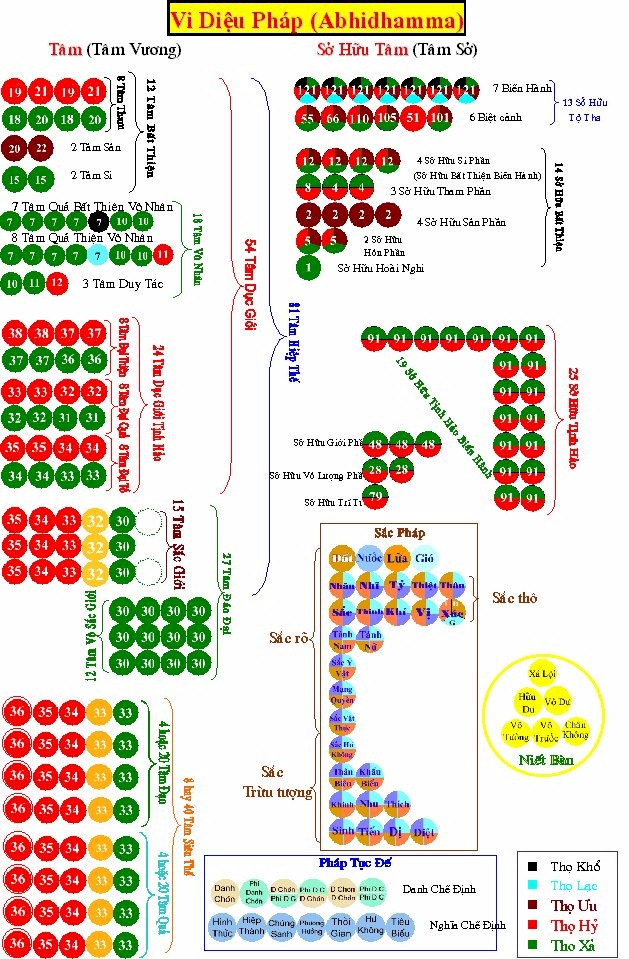 Vi Diệu Pháp (Abhidhamma)
Tâm (Tâm Vương)
Sở Hữu Tâm (Tâm Sở)
19 21 19 21
18 20 18 20
8 Tâm Tham
20 22
2 Tâm Sân
15 15
2 Tâm Si
12 Tâm Bất Thiện
7 Tâm Quả Bất Thiện Vô Nhân
7 7 7 7 10 10
8 Tâm Quả Thiện Vô Nhân
7 7 7 7 7 10 10 11
10 11 12
3 Tâm Duy Tác
18 Tâm Vô Nhân
54 Tâm Dục Giới
81 Tâm Hiệp Thế
38 38 37 37
37 37 36 36
8 Tâm Đại Thiện
33 33 32 32
32 32 31 31
8 Tâm Đại Quả
35 35 34 34
34 34 33 33
8 Tâm Đại Tố
24 Tâm Dục Giới Tịnh Hảo
35 34 33 32 30
35 34 33 32 30
35 34 33 32 30
15 Tâm Sắc Giới
30 30 30 30
30 30 30 30
30 30 30 30
12 Tâm Vô Sắc Giới
27 Tâm Đáo Đại
36 35 34 33 33
36 35 34 33 33
36 35 34 33 33
36 35 34 33 33
4 hoặc 20 Tâm Đạo
36 35 34 33 33
36 35 34 33 33
36 35 34 33 33
36 35 34 33 33
4 hoặc 20 Tâm Quả
8 hay 40 Tâm Siêu Thế
121 121 121 121 121 121 121
7 Biến Hành
55 66 110 105 51 101
6 Biệt cảnh
13 Sở Hữu
Tợ Tha
12 12 12 12
4 Sở Hữu Si Phần
(Sở Hữu Bất Thiện Biến Hành)
8 4 4
3 Sở Hữu Tham Phần
2 2 2 2
4 Sở Hữu Sân Phần
5 5
2 Sở Hữu
Hôn Phần
1
Sở Hữu Hoài Nghi
14 Sở Hữu Bất Thiện
91 91 91 91 91 91 91
91 91
91 91
91 91
91 91
91 91
91 91
19 Sở Hữu Tịnh Hảo Biến Hành
25 Sở Hữu Tịnh Hảo
Sở Hữu Giới Phần
48 48 48
Sở Hữu Vô Lượng Phần
28 28
79
Sắc Pháp
Đất Nước Lửa Gió
Nhãn Nhĩ Tỷ Thiệt Thân
Sắc Thinh Khí Vị Xúc
Sắc thô
Tánh Nam Tánh Nữ
Sắc rõ
Sắc Ý Vật
Mạng Quyền
Sắc Vật Thực
Sắc Hư Không
Thân Biểu Khẩu Biểu
Khinh Nhu Thích
Sinh Tiến Dị Diệt
Sắc
Trừu tượng
Xá Lợi
Hữu Dư Vô Dư
Vô Tướng Vô Trước Chân Không
Niết Bàn
Pháp Tục Đế
Danh Chơn Phi Danh Chơn D Chơn Phi D C Phi D C D Chơn D Chơn D Chơn Phi D C Phi D C
Danh Chế Định
Hình Thức Hiệp Thành Chúng Sanh Phương Hướng Thời Gian Hư Không Tiêu Biểu
Nghĩa Chế Định
Thọ Khổ
Thọ Lạc
Thọ Ưu
Thọ Hỷ
Thọ Xả